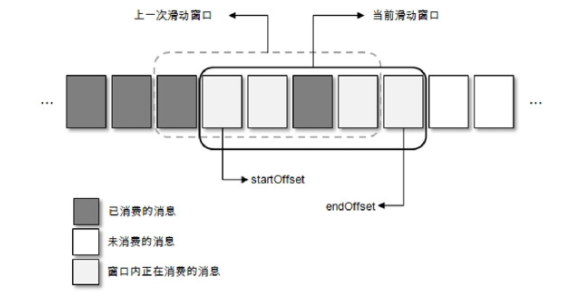 上一次滑动窗口
当前滑动窗口
...
...
startOffset
endOffset
已消费的消息
未消费的消息
窗口内正在消费的消息